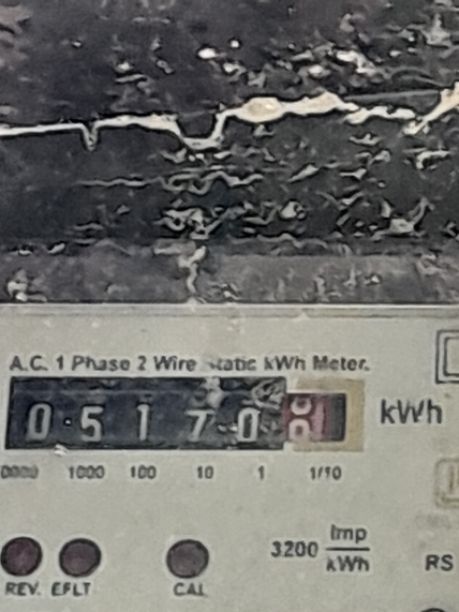 A.C. 1 Phase 2 Wire Static kWh Meter.
0 5 1 7 0
kWh
1000 100 10 1 1/10
3200 Imp/kWh
REV. EFLT CAL
RS